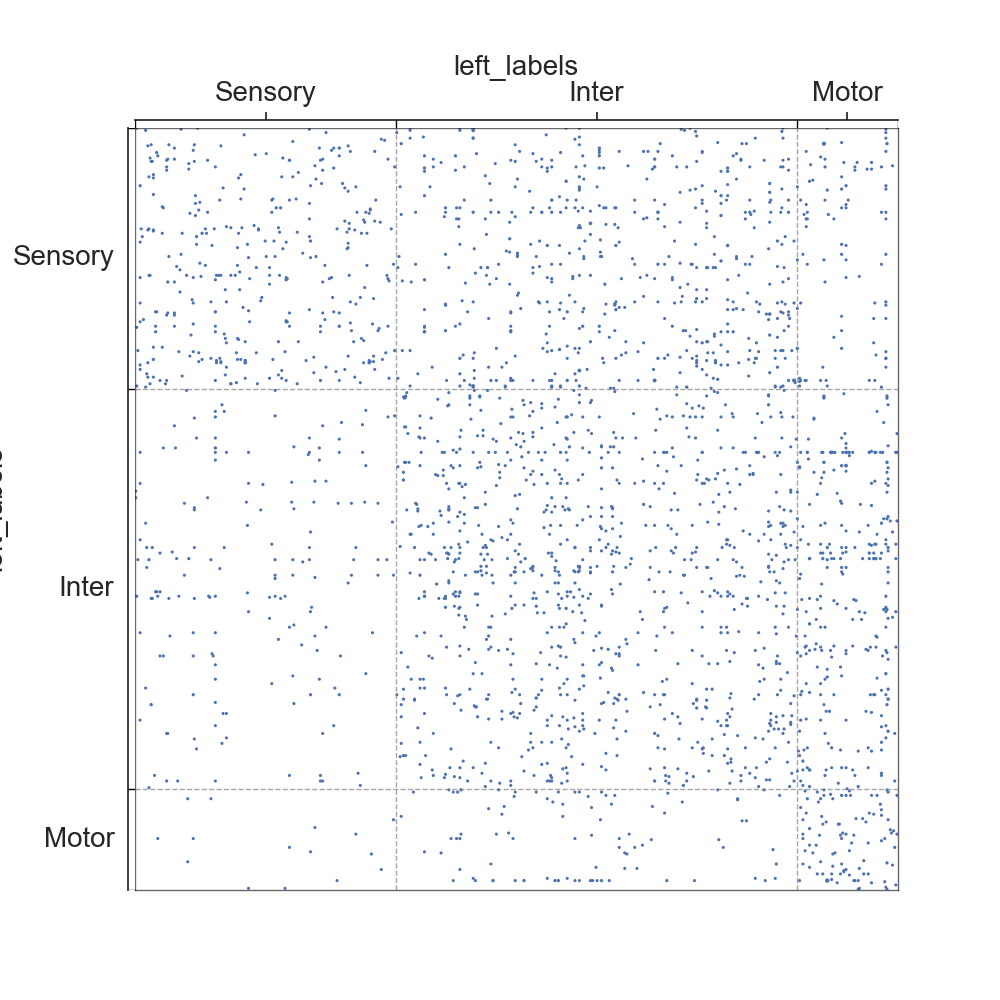 left_labels
Sensory Inter Motor
Sensory
Inter
Motor